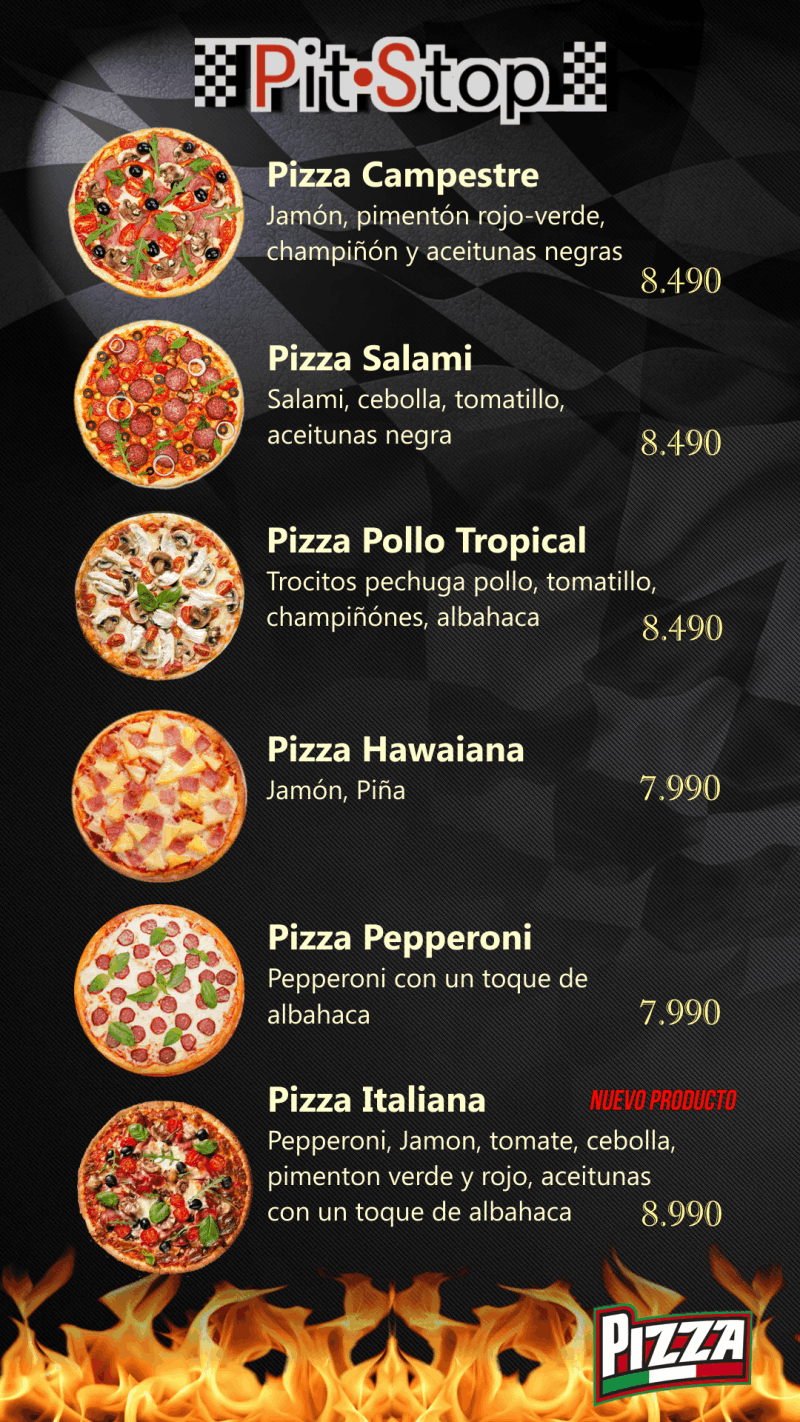 Pit•Stop
Pizza Campestre
Jamón, pimentón rojo-verde,
champiñón y aceitunas negras
8.490
Pizza Salami
Salami, cebolla, tomatillo,
aceitunas negra
8.490
Pizza Pollo Tropical
Trocitos pechuga pollo, tomatillo,
champiñónes, albahaca
8.490
Pizza Hawaiana
Jamón, Piña
7.990
Pizza Pepperoni
Pepperoni con un toque de
albahaca
7.990
Pizza Italiana
NUEVO PRODUCTO
Pepperoni, Jamon, tomate, cebolla,
pimenton verde y rojo, aceitunas
con un toque de albahaca
8.990
PIZZA